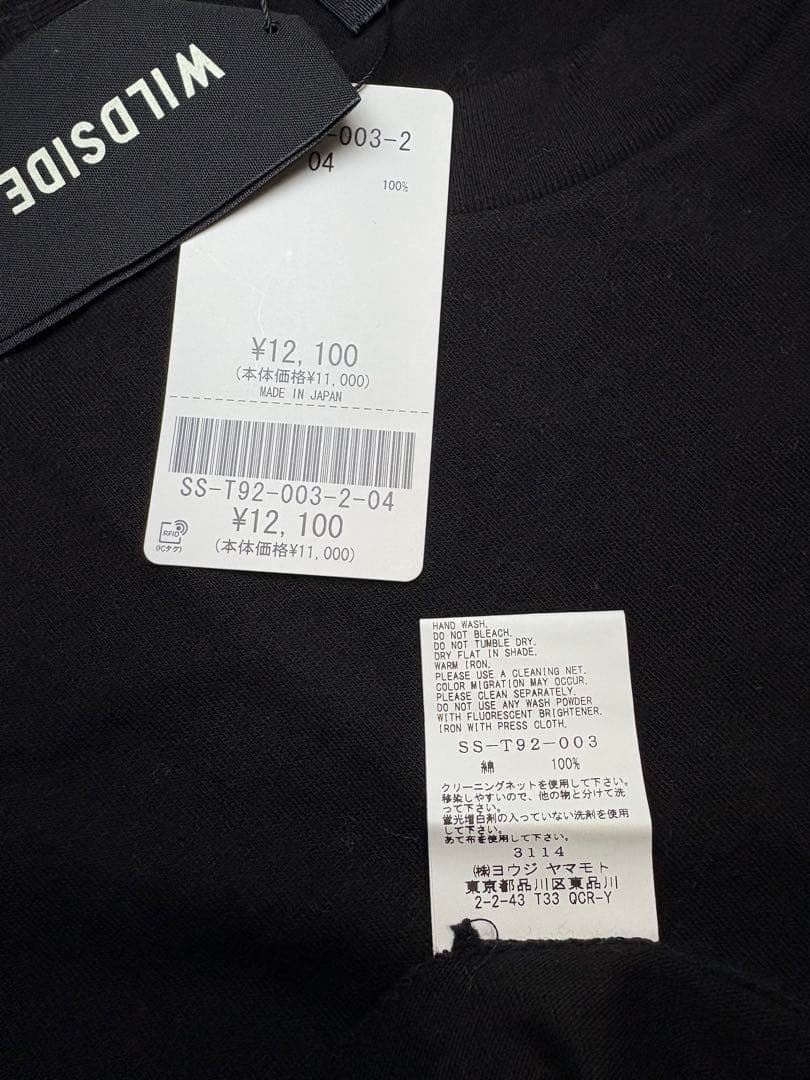 WILDSIDE
-003-2
04
100%
¥12,100
(本体価格¥11,000)
MADE IN JAPAN
SS-T92-003-2-04
¥12,100
RFID
(ICタグ)
(本体価格¥11,000)
HAND WASH.
DO NOT BLEACH.
DO NOT TUMBLE DRY.
DRY FLAT IN SHADE.
WARM IRON.
PLEASE USE A CLEANING NET.
COLOR MIGRATION MAY OCCUR.
PLEASE CLEAN SEPARATELY.
DO NOT USE ANY WASH POWDER
WITH FLUORESCENT BRIGHTENER.
IRON WITH PRESS CLOTH.
SS-T92-003
綿 100%
クリーニングネットを使用して下さい。
移染しやすいので、他の物と分けて洗
って下さい。
蛍光増白剤の入っていない洗剤を使用
して下さい。
あて布を使用して下さい。
3114
㈱ヨウジ ヤマモト
東京都品川区東品川
2-2-43 T33 QCR-Y